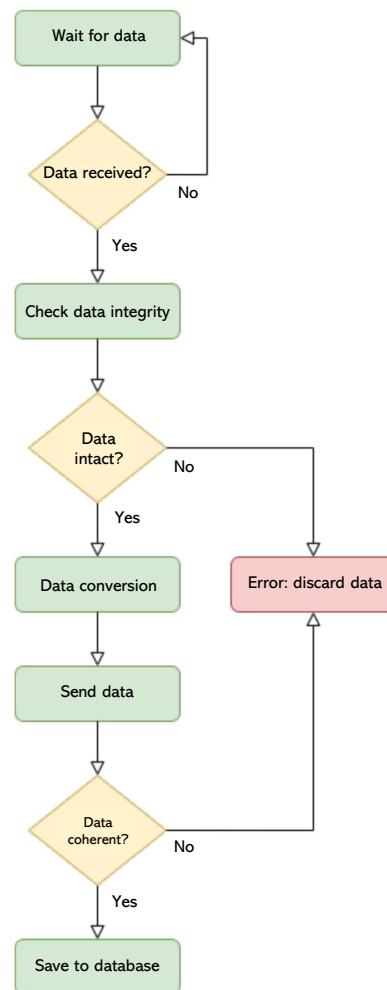 Wait for data
Data received?
No
Yes
Check data integrity
Data
intact?
No
Yes
Data conversion
Error: discard data
Send data
Data
coherent?
No
Yes
Save to database